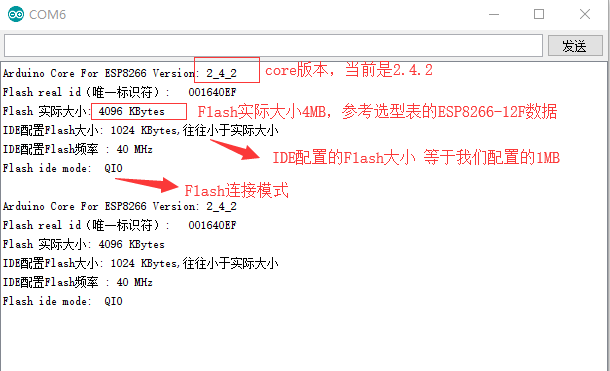 COM6
发送
Arduino Core For ESP8266 Version: 2_4_2
core版本，当前是2.4.2
Flash real id（唯一标识符）:   001640EF
Flash 实际大小: 4096 KBytes
Flash实际大小4MB，参考选型表的ESP8266-12F数据
IDE配置Flash大小: 1024 KBytes,往往小于实际大小
IDE配置Flash频率 : 40 MHz
IDE配置的Flash大小 等于我们配置的1MB
Flash ide mode:  QIO
Flash连接模式
Arduino Core For ESP8266 Version: 2_4_2
Flash real id（唯一标识符）:   001640EF
Flash 实际大小: 4096 KBytes
IDE配置Flash大小: 1024 KBytes,往往小于实际大小
IDE配置Flash频率 : 40 MHz
Flash ide mode:  QIO